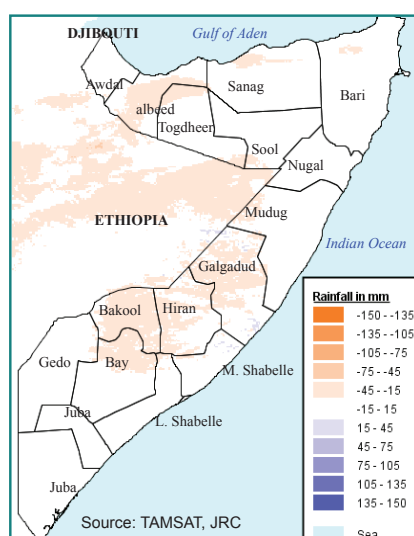 DJIBOUTI
Gulf of Aden
Awdal
Sanag
Bari
albeed
Togdheer
Sool
Nugal
ETHIOPIA
Mudug
Indian Ocean
Galgadud
Bakool
Hiran
Gedo
Bay
M. Shabelle
Juba
L. Shabelle
Juba
Source: TAMSAT, JRC
Rainfall in mm
-150 - -135
-135 - -105
-105 - -75
-75 - -45
-45 - -15
-15 - 15
15 - 45
45 - 75
75 - 105
105 - 135
135 - 150
Sea